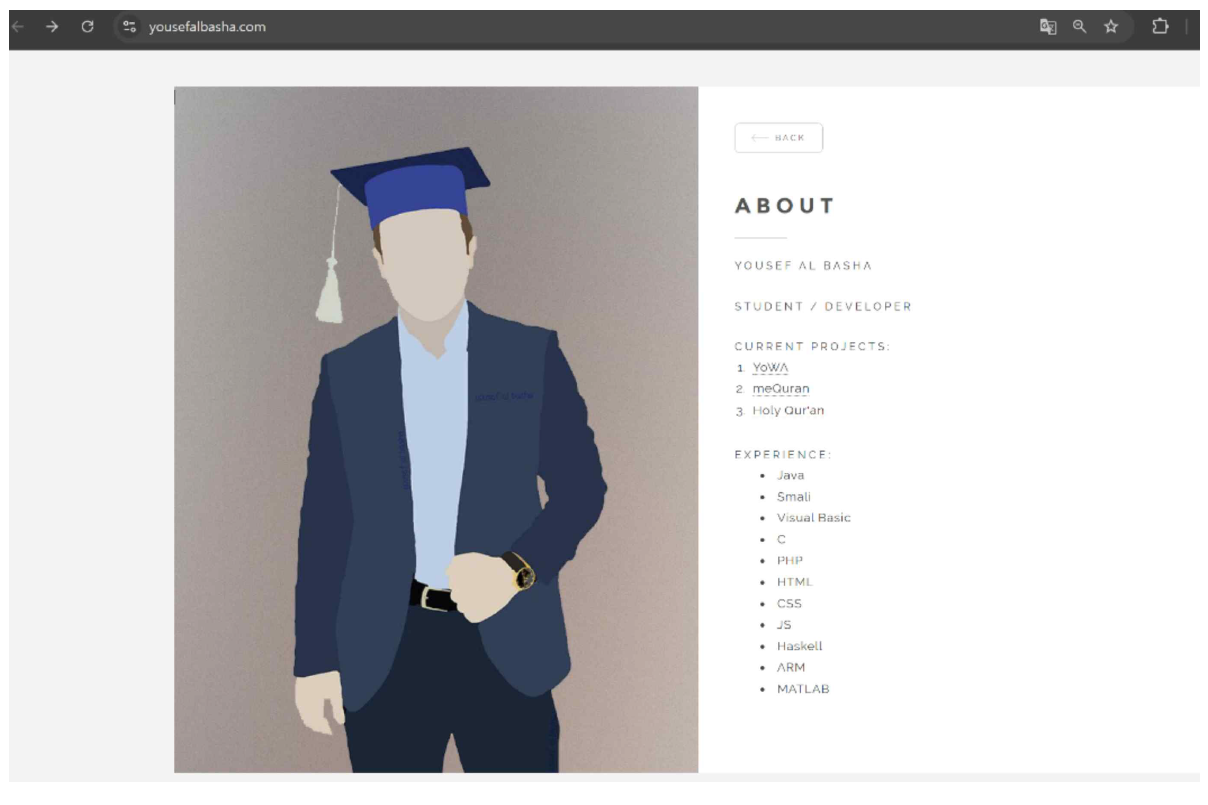 yousefalbasha.com
BACK
ABOUT
YOUSEF AL BASHA
STUDENT / DEVELOPER
CURRENT PROJECTS:
1. YoWA
2. meQuran
3. Holy Qur'an
EXPERIENCE:
• Java
• Smali
• Visual Basic
• C
• PHP
• HTML
• CSS
• JS
• Haskell
• ARM
• MATLAB